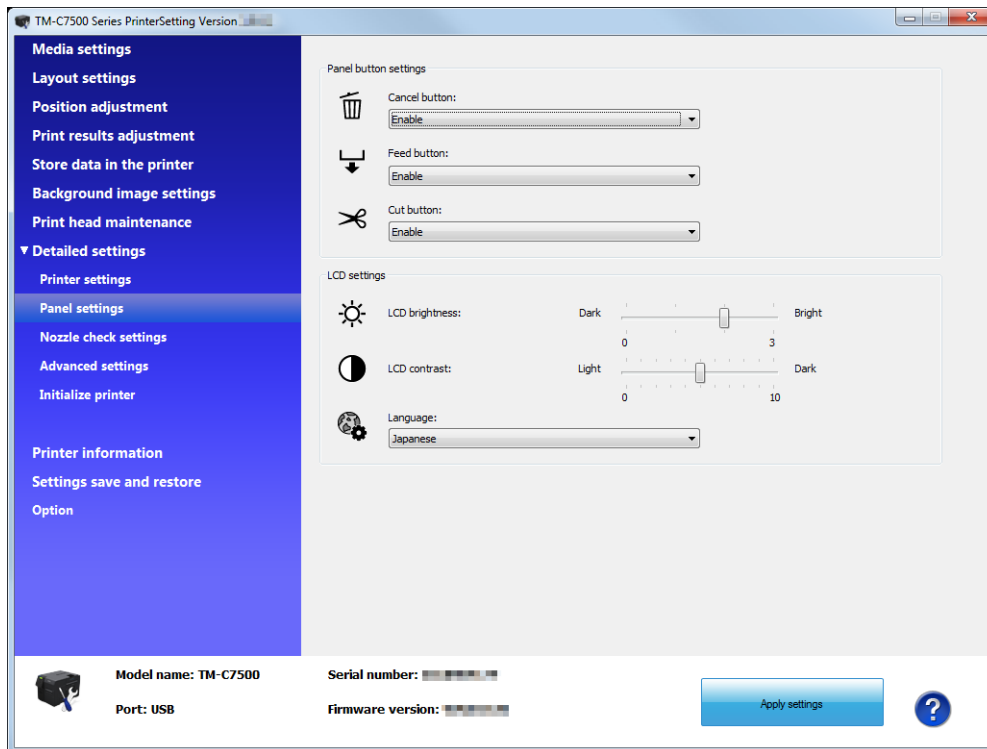 TM-C7500 Series PrinterSetting Version
Media settings
Layout settings
Position adjustment
Print results adjustment
Store data in the printer
Background image settings
Print head maintenance
▼ Detailed settings
Printer settings
Panel settings
Nozzle check settings
Advanced settings
Initialize printer
Printer information
Settings save and restore
Option
Panel button settings
Cancel button:
Enable
Feed button:
Enable
Cut button:
Enable
LCD settings
LCD brightness: Dark Bright
0 3
LCD contrast: Light Dark
0 10
Language:
Japanese
Model name: TM-C7500 Serial number:
Port: USB Firmware version:
Apply settings
?